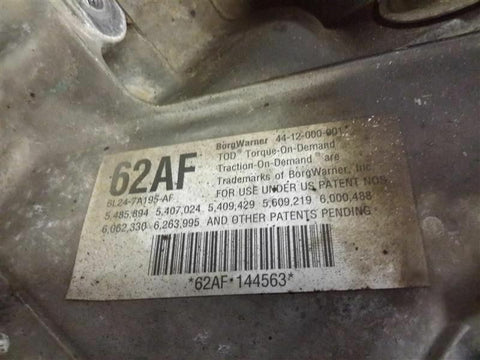 BorgWarner 44-12-000-001
TOD® Torque-On-Demand®
Traction-On-Demand® are
Trademarks of BorgWarner, Inc.
62AF
6L24-7A195-AF
FOR USE UNDER US PATENT NOS.
5,485,894 5,407,024 5,409,429 5,609,219 6,000,488
6,062,330 6,263,995 AND OTHER PATENTS PENDING
*62AF*144563*